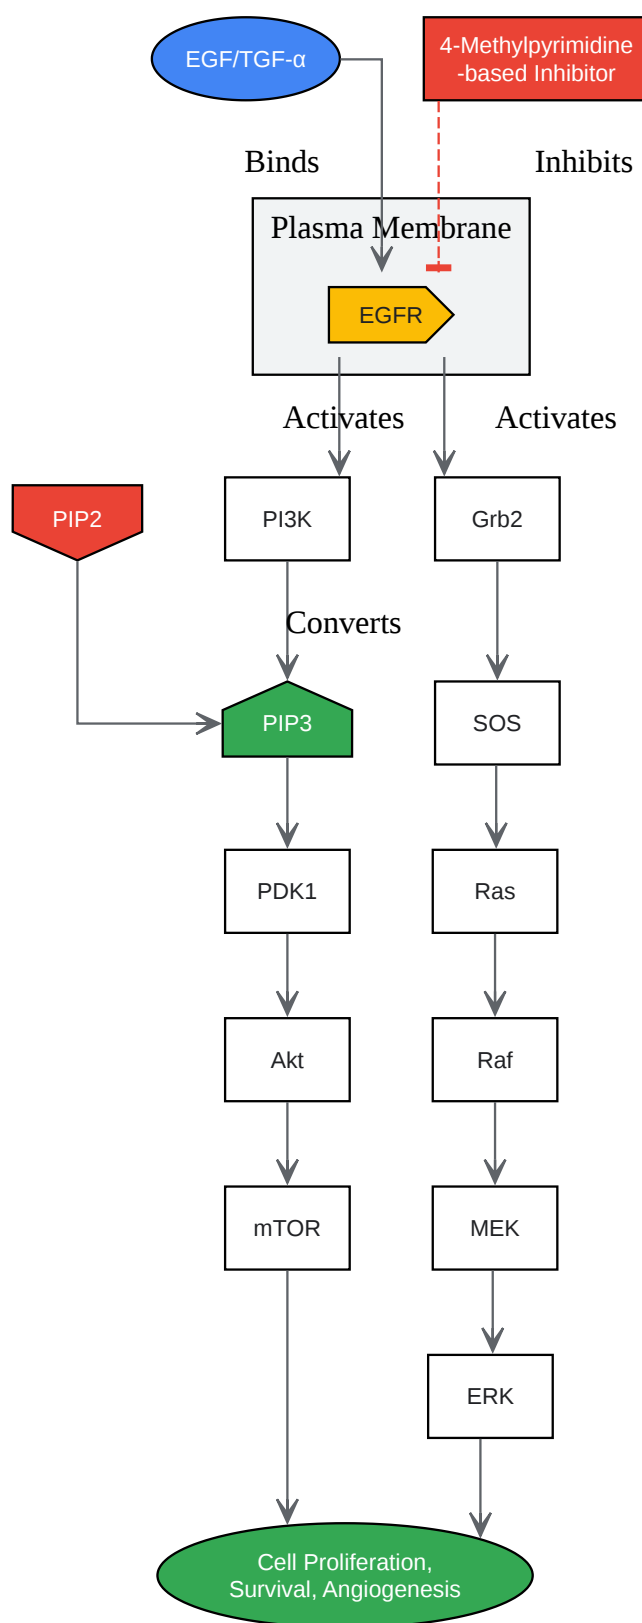 EGF/TGF-α
4-Methylpyrimidine
-based Inhibitor
Binds
Inhibits
Plasma Membrane
EGFR
Activates
Activates
PIP2
PI3K
Grb2
Converts
PIP3
SOS
PDK1
Ras
Akt
Raf
mTOR
MEK
ERK
Cell Proliferation,
Survival, Angiogenesis